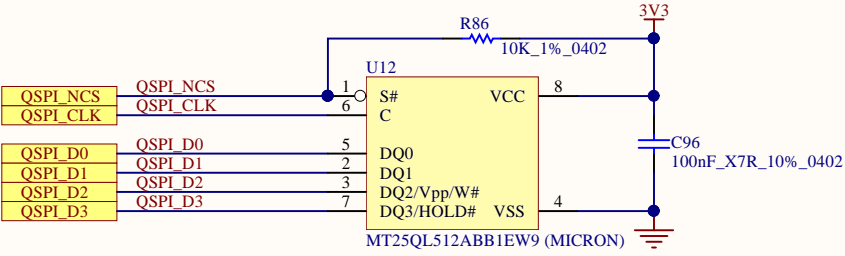 3V3
R86
10K_1%_0402
U12
QSPI_NCS QSPI_NCS 1 S# VCC 8
QSPI_CLK QSPI_CLK 6 C
C96
100nF_X7R_10%_0402
QSPI_D0 QSPI_D0 5 DQ0
QSPI_D1 QSPI_D1 2 DQ1
QSPI_D2 QSPI_D2 3 DQ2/Vpp/W#
QSPI_D3 QSPI_D3 7 DQ3/HOLD# VSS 4
MT25QL512ABB1EW9 (MICRON)